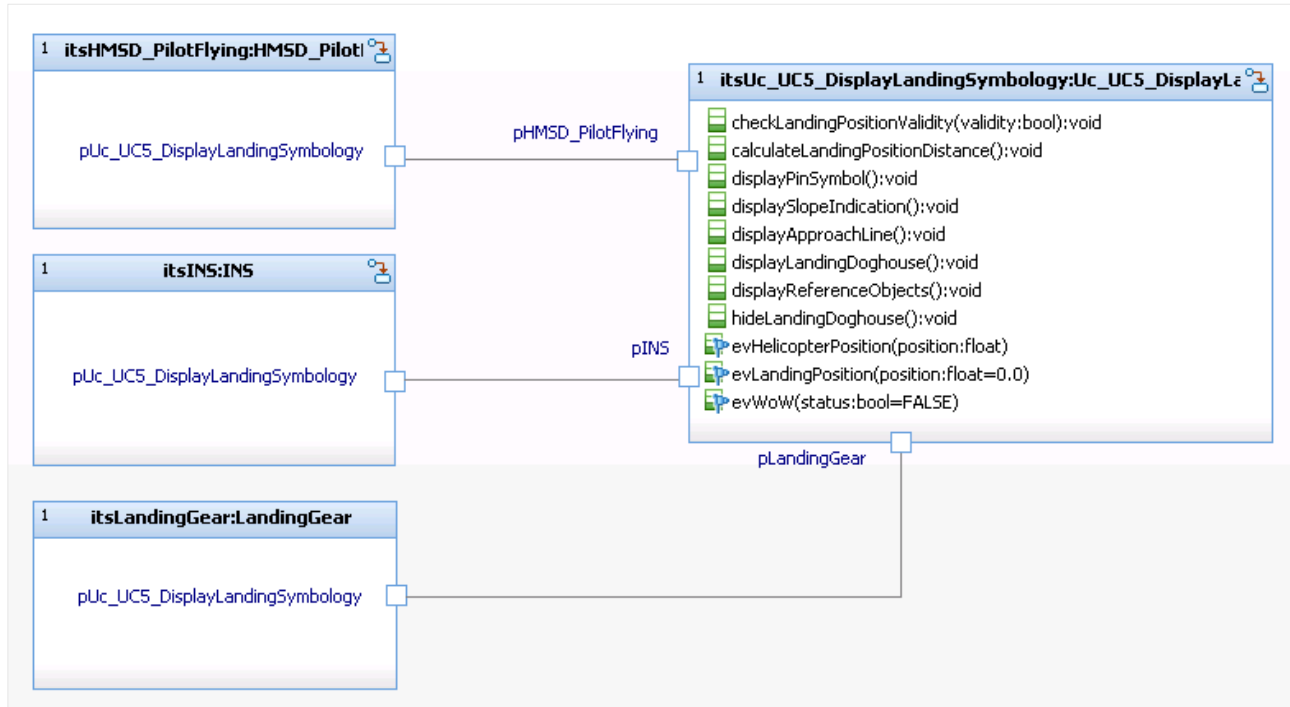 1 itsHMSD_PilotFlying:HMSD_Pilotl
pUc_UC5_DisplayLandingSymbology
pHMSD_PilotFlying
1 itsINS:INS
pUc_UC5_DisplayLandingSymbology
pINS
1 itsLandingGear:LandingGear
pUc_UC5_DisplayLandingSymbology
pLandingGear
1 itsUc_UC5_DisplayLandingSymbology:Uc_UC5_DisplayLa
checkLandingPositionValidity(validity:bool):void
calculateLandingPositionDistance():void
displayPinSymbol():void
displaySlopeIndication():void
displayApproachLine():void
displayLandingDoghouse():void
displayReferenceObjects():void
hideLandingDoghouse():void
evHelicopterPosition(position:float)
evLandingPosition(position:float=0.0)
evWoW(status:bool=FALSE)